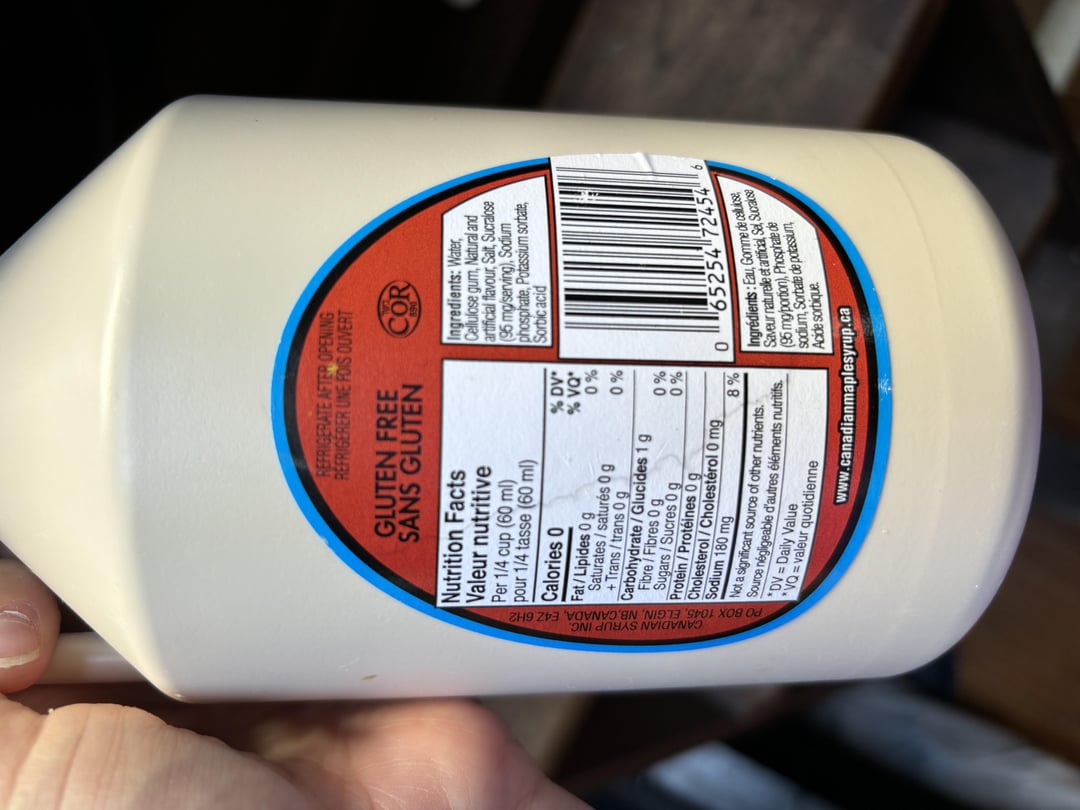 REFRIGERATE AFTER OPENING
REFRIGERER UNE FOIS OUVERT
GLUTEN FREE
SANS GLUTEN
COR
896
Nutrition Facts
Valeur nutritive
Per 1/4 cup (60 ml)
pour 1/4 tasse (60 ml)
Calories 0
% DV*
% VQ*
Fat / Lipides 0 g 0 %
Saturates / saturés 0 g
+ Trans / trans 0 g 0 %
Carbohydrate / Glucides 1 g
Fibre / Fibres 0 g 0 %
Sugars / Sucres 0 g 0 %
Protein / Protéines 0 g
Cholesterol / Cholestérol 0 mg
Sodium 180 mg 8 %
Not a significant source of other nutrients.
Source négligeable d'autres éléments nutritifs.
* DV = Daily Value
* VQ = valeur quotidienne
Ingredients: Water,
Cellulose gum, Natural and
artificial flavour, Salt, Sucralose
(95 mg/serving), Sodium
phosphate, Potassium sorbate,
Sorbic acid
0 65254 72454 6
Ingrédients : Eau, Gomme de cellulose,
Saveur naturelle et artificial, Sel, Sucralose
(95 mg/portion), Phosphate de
sodium, Sorbate de potassium,
Acide sorbique.
www.canadianmaplesyrup.ca
CANADIAN SYRUP INC.
PO BOX 1045, ELGIN, NB,CANADA, E4Z 6H2